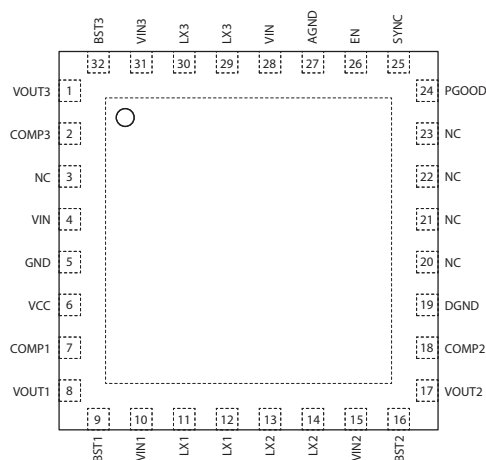 BST3 VIN3 LX3 LX3 VIN AGND EN SYNC
32 31 30 29 28 27 26 25
VOUT3 1 24 PGOOD
COMP3 2 23 NC
NC 3 22 NC
VIN 4 21 NC
GND 5 20 NC
VCC 6 19 DGND
COMP1 7 18 COMP2
VOUT1 8 17 VOUT2
9 10 11 12 13 14 15 16
BST1 VIN1 LX1 LX1 LX2 LX2 VIN2 BST2